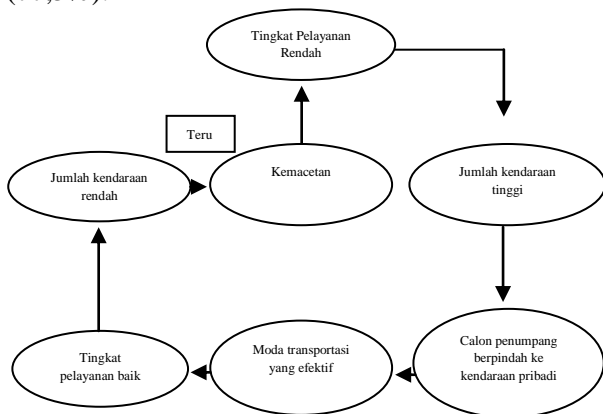 Tingkat Pelayanan
Rendah
Teru
Jumlah kendaraan
rendah
Kemacetan
Jumlah kendaraan
tinggi
Tingkat
pelayanan baik
Moda transportasi
yang efektif
Calon penumpang
berpindah ke
kendaraan pribadi